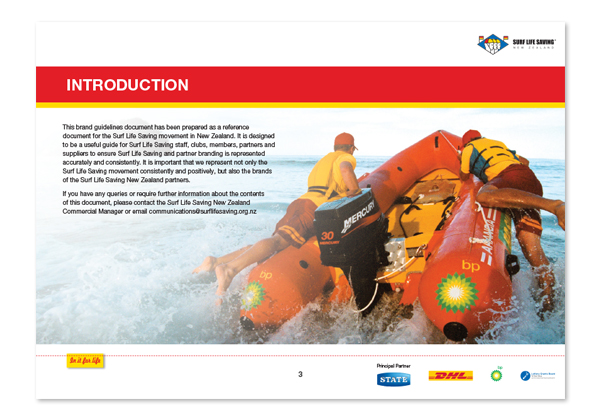 SURF LIFE SAVING
NEW ZEALAND
INTRODUCTION
This brand guidelines document has been prepared as a reference
document for the Surf Life Saving movement in New Zealand. It is designed
to be a useful guide for Surf Life Saving staff, clubs, members, partners and
suppliers to ensure Surf Life Saving and partner branding is represented
accurately and consistently. It is important that we represent not only the
Surf Life Saving movement consistently and positively, but also the brands
of the Surf Life Saving New Zealand partners.
If you have any queries or require further information about the contents
of this document, please contact the Surf Life Saving New Zealand
Commercial Manager or email communications@surflifesaving.org.nz
MERCURY
30
bp
bp
In it for life
3
Principal Partner
STATE
DHL
bp